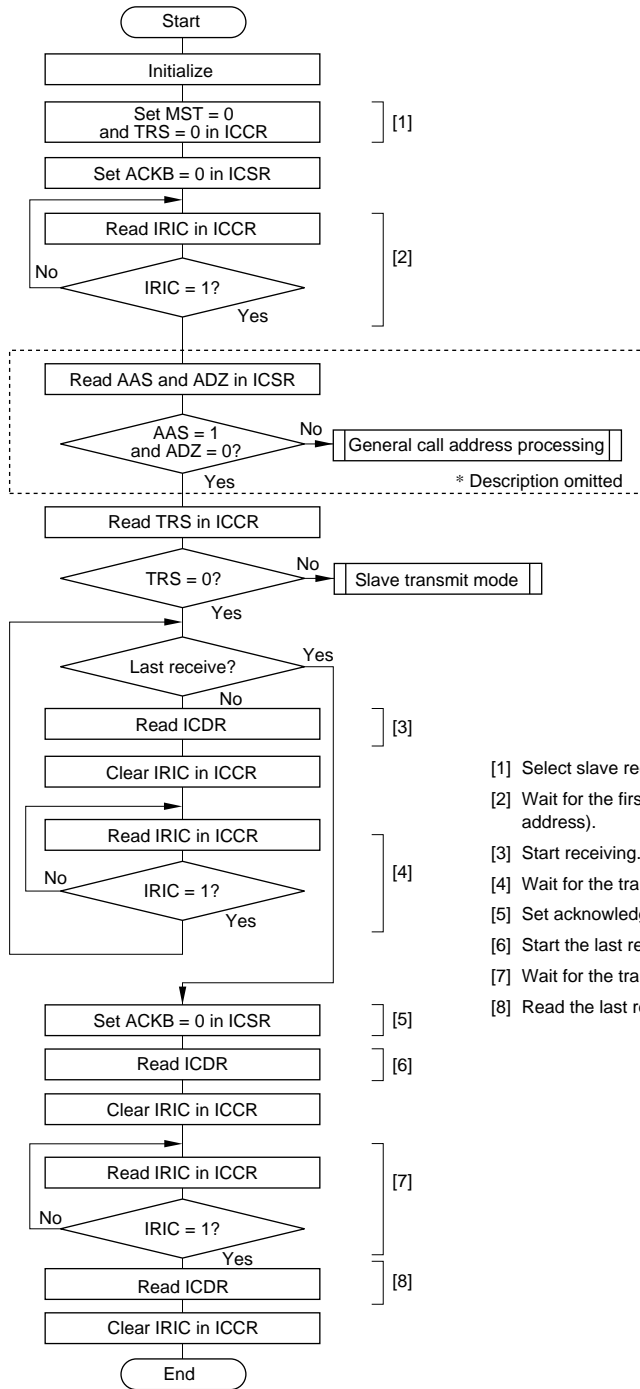 Start
Initialize
Set MST = 0
and TRS = 0 in ICCR
[1]
Set ACKB = 0 in ICSR
Read IRIC in ICCR
[2]
No
IRIC = 1?
Yes
Read AAS and ADZ in ICSR
AAS = 1
and ADZ = 0?
No
General call address processing
Yes
* Description omitted
Read TRS in ICCR
TRS = 0?
No
Slave transmit mode
Yes
Last receive?
Yes
No
Read ICDR
[3]
Clear IRIC in ICCR
Read IRIC in ICCR
[4]
No
IRIC = 1?
Yes
[1] Select slave re
[2] Wait for the firs
address).
[3] Start receiving.
[4] Wait for the tra
[5] Set acknowled
[6] Start the last re
[7] Wait for the tra
[8] Read the last re
Set ACKB = 0 in ICSR
[5]
Read ICDR
[6]
Clear IRIC in ICCR
Read IRIC in ICCR
[7]
No
IRIC = 1?
Yes
Read ICDR
[8]
Clear IRIC in ICCR
End